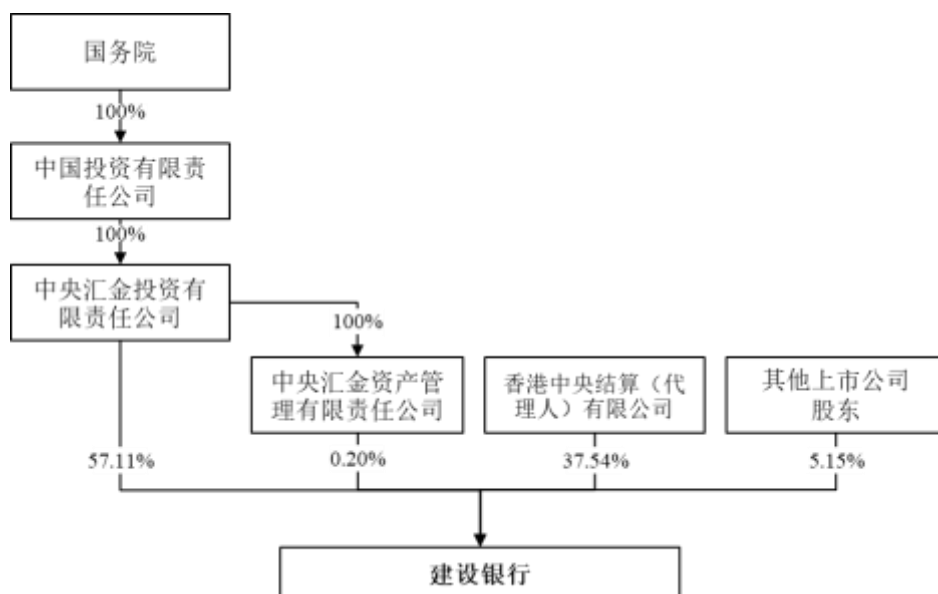 国务院
100%
中国投资有限责
任公司
100%
中央汇金投资有
限责任公司
100%
中央汇金资产管
理有限责任公司
香港中央结算（代
理人）有限公司
其他上市公司
股东
57.11%
0.20%
37.54%
5.15%
建设银行